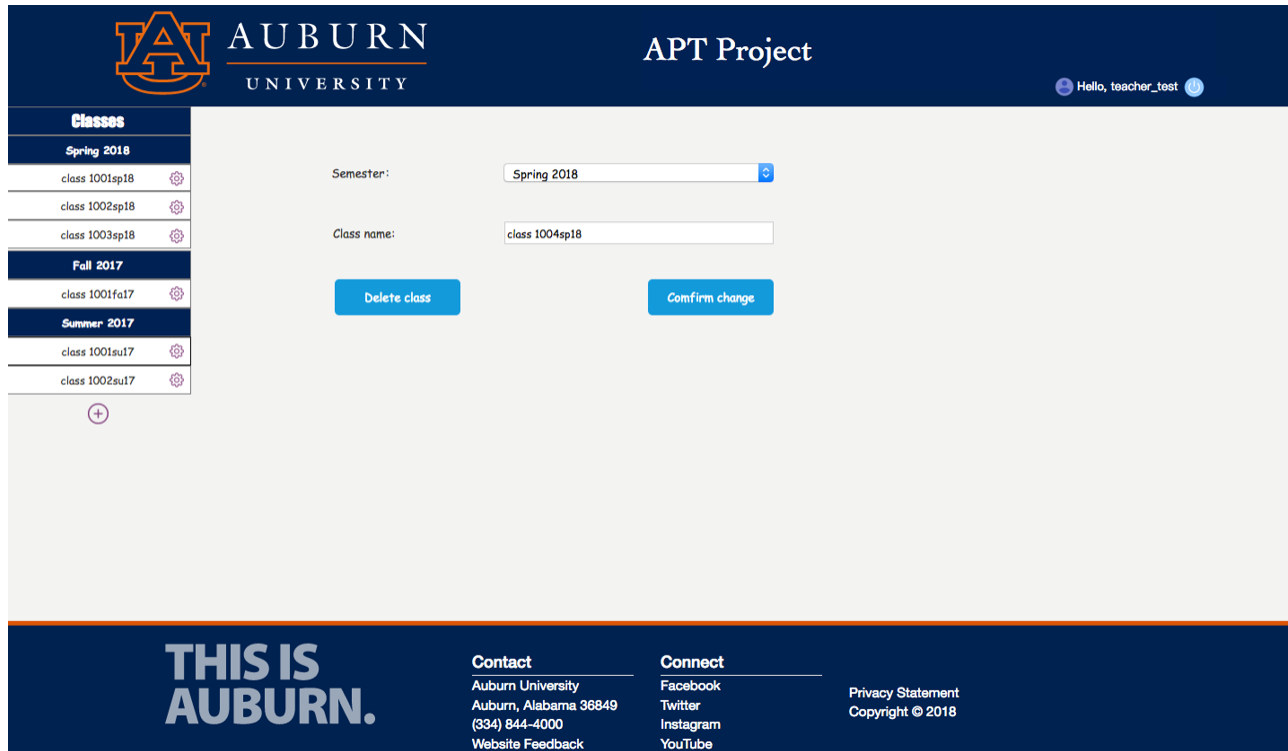 AUBURN
UNIVERSITY
APT Project
Hello, teacher_test
Classes
Spring 2018
class 1001sp18
class 1002sp18
class 1003sp18
Fall 2017
class 1001fa17
Summer 2017
class 1001su17
class 1002su17
Semester:
Spring 2018
Class name:
class 1004sp18
Delete class
Comfirm change
THIS IS
AUBURN.
Contact
Auburn University
Auburn, Alabama 36849
(334) 844-4000
Website Feedback
Connect
Facebook
Twitter
Instagram
YouTube
Privacy Statement
Copyright © 2018